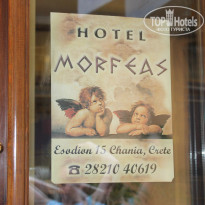 TOP Hotels
HOTEL
MORFEAS
Esodion 15 Chania, Crete
☎ 28210 40619